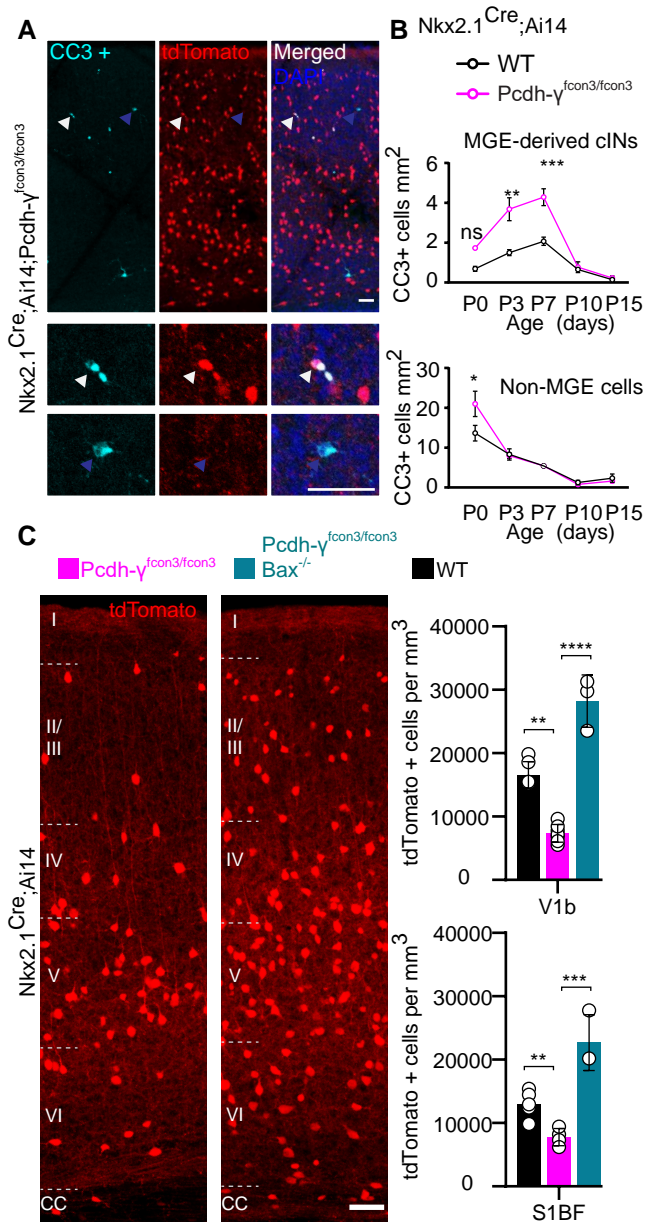 A
CC3 +
tdTomato
Merged
DAPI
Nkx2.1Cre;Ai14;Pcdh-γfcon3/fcon3
B
Nkx2.1Cre;Ai14
WT
Pcdh-γfcon3/fcon3
MGE-derived cINs
CC3+ cells mm2
6
4
2
0
ns
**
***
P0 P3 P7 P10 P15
Age (days)
Non-MGE cells
CC3+ cells mm2
30
20
10
0
*
P0 P3 P7 P10 P15
Age (days)
C
Pcdh-γfcon3/fcon3
Pcdh-γfcon3/fcon3
Bax-/-
WT
Nkx2.1Cre;Ai14
tdTomato
I
II/
III
IV
V
VI
CC
I
II/
III
IV
V
VI
CC
tdTomato + cells per mm3
40000
30000
20000
10000
0
**
****
V1b
tdTomato + cells per mm3
40000
30000
20000
10000
0
**
***
S1BF